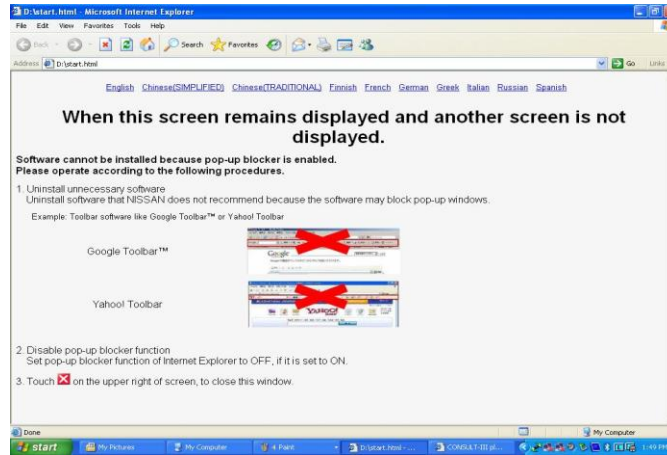 D:\start.html - Microsoft Internet Explorer
File Edit View Favorites Tools Help
Back Search Favorites
Address D:\start.html Go Links
English Chinese(SIMPLIFIED) Chinese(TRADITIONAL) Finnish French German Greek Italian Russian Spanish
When this screen remains displayed and another screen is not
displayed.
Software cannot be installed because pop-up blocker is enabled.
Please operate according to the following procedures.
1. Uninstall unnecessary software
Uninstall software that NISSAN does not recommend because the software may block pop-up windows.
Example: Toolbar software like Google Toolbar™ or Yahoo! Toolbar
Google Toolbar™
Google
Yahoo! Toolbar
YAHOO!
2. Disable pop-up blocker function
Set pop-up blocker function of Internet Explorer to OFF, if it is set to ON.
3. Touch on the upper right of screen, to close this window.
Done My Computer
start My Pictures My Computer 4 Paint D:\start.html - ... CONSULT-III pl... 1:49 PM